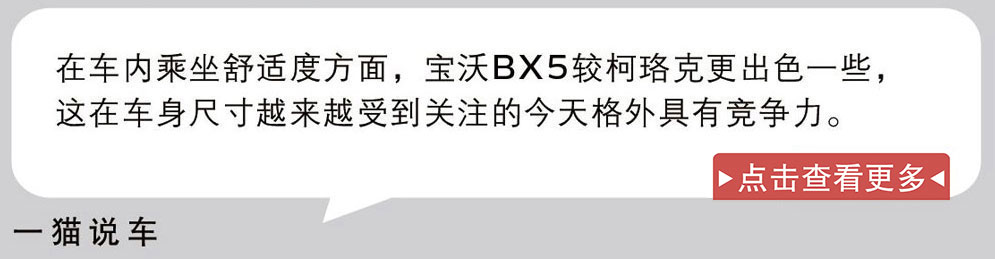 在车内乘坐舒适度方面，宝沃BX5较柯珞克更出色一些，
这在车身尺寸越来越受到关注的今天格外具有竞争力。
点击查看更多
一猫说车